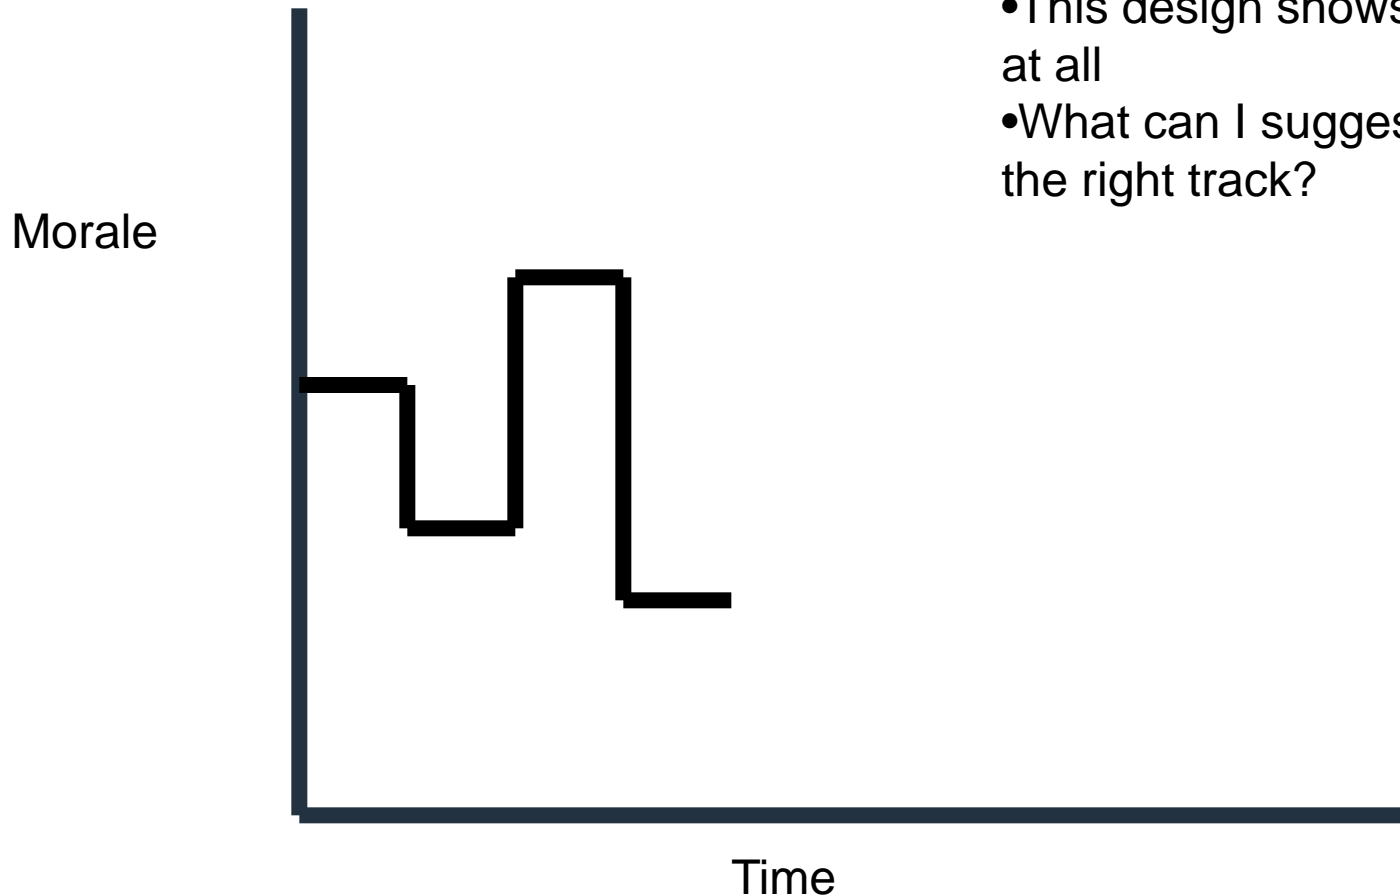 •This design shows
at all
•What can I sugges
the right track?
Morale
Time